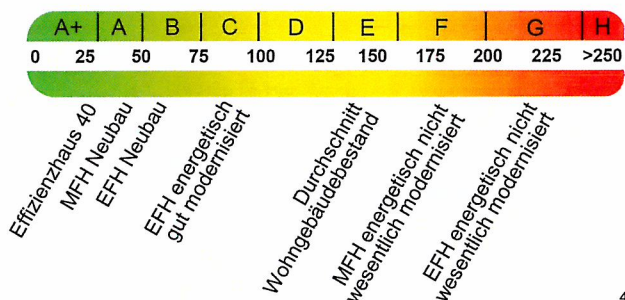 A+ A B C D E F G H
0 25 50 75 100 125 150 175 200 225 >250
Effizienzhaus 40
MFH Neubau
EFH Neubau
EFH energetisch
gut modernisiert
Durchschnitt
Wohngebäudebestand
MFH energetisch nicht
wesentlich modernisiert
EFH energetisch nicht
wesentlich modernisiert